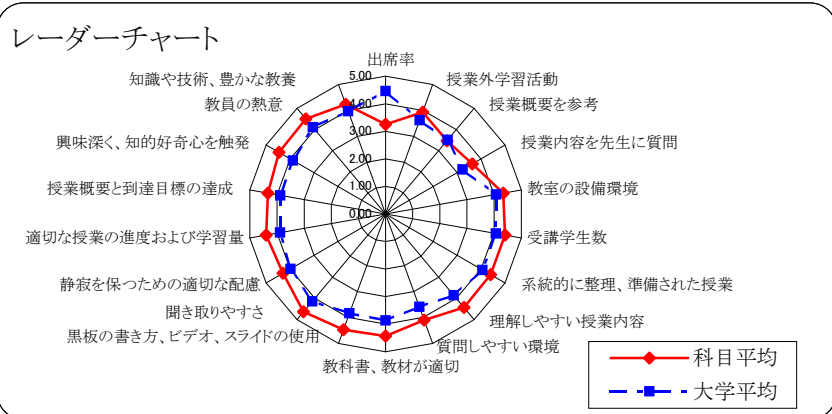 レーダーチャート
出席率
授業外学習活動
授業概要を参考
授業内容を先生に質問
教室の設備環境
受講学生数
系統的に整理、準備された授業
理解しやすい授業内容
質問しやすい環境
教科書、教材が適切
黒板の書き方、ビデオ、スライドの使用
聞き取りやすさ
静寂を保つための適切な配慮
適切な授業の進度および学習量
授業概要と到達目標の達成
興味深く、知的好奇心を触発
教員の熱意
知識や技術、豊かな教養
5.00
4.00
3.00
2.00
1.00
0.00
科目平均
大学平均